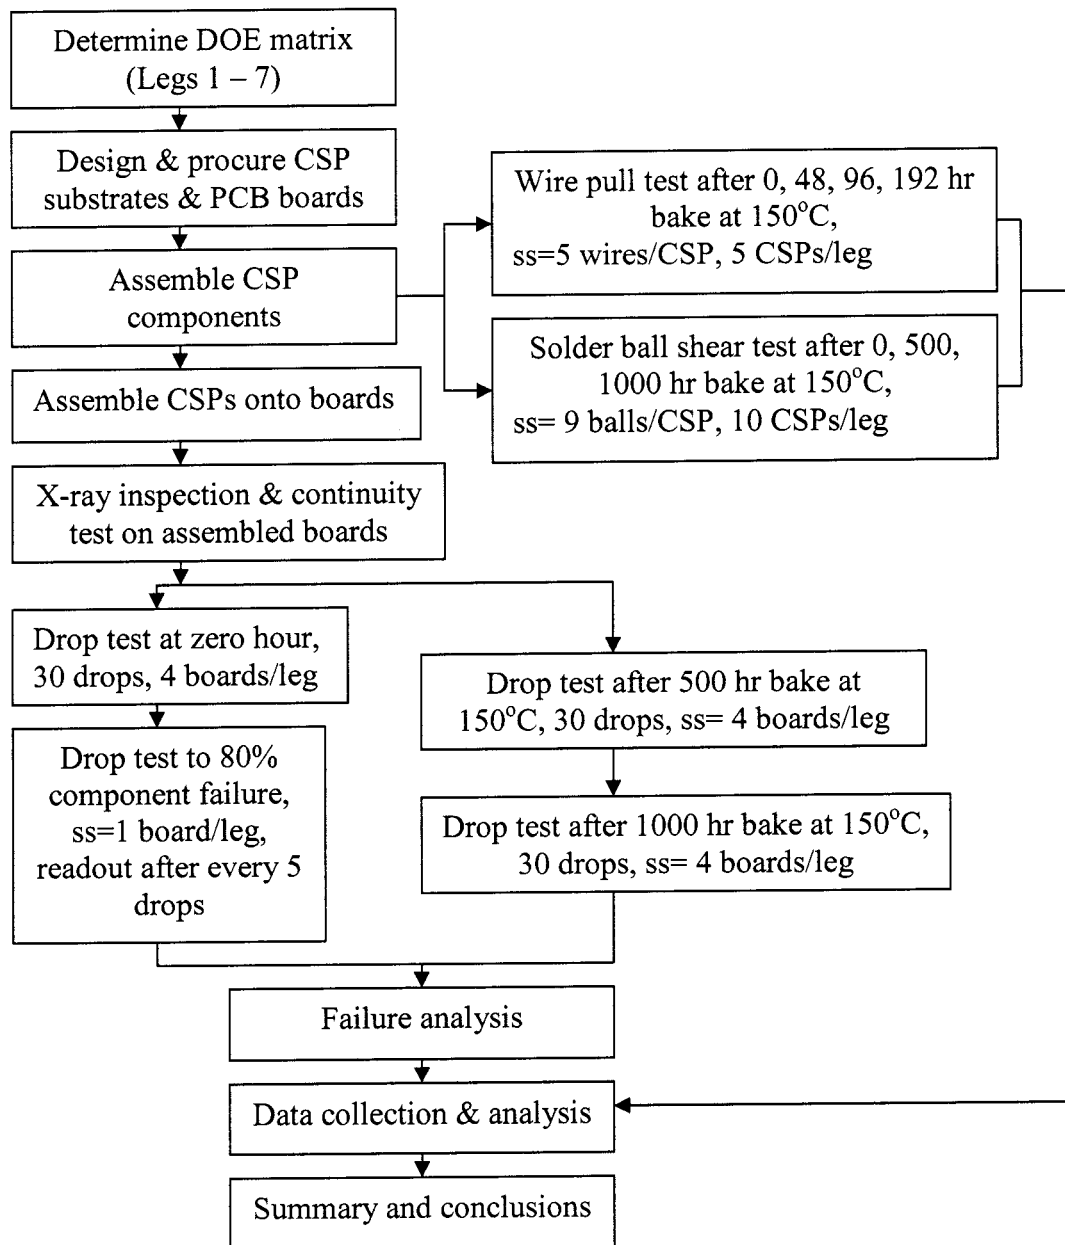 Determine DOE matrix
(Legs 1 – 7)
Design & procure CSP
substrates & PCB boards
Assemble CSP
components
Wire pull test after 0, 48, 96, 192 hr
bake at 150°C,
ss=5 wires/CSP, 5 CSPs/leg
Solder ball shear test after 0, 500,
1000 hr bake at 150°C,
ss= 9 balls/CSP, 10 CSPs/leg
Assemble CSPs onto boards
X-ray inspection & continuity
test on assembled boards
Drop test at zero hour,
30 drops, 4 boards/leg
Drop test to 80%
component failure,
ss=1 board/leg,
readout after every 5
drops
Drop test after 500 hr bake at
150°C, 30 drops, ss= 4 boards/leg
Drop test after 1000 hr bake at 150°C,
30 drops, ss= 4 boards/leg
Failure analysis
Data collection & analysis
Summary and conclusions